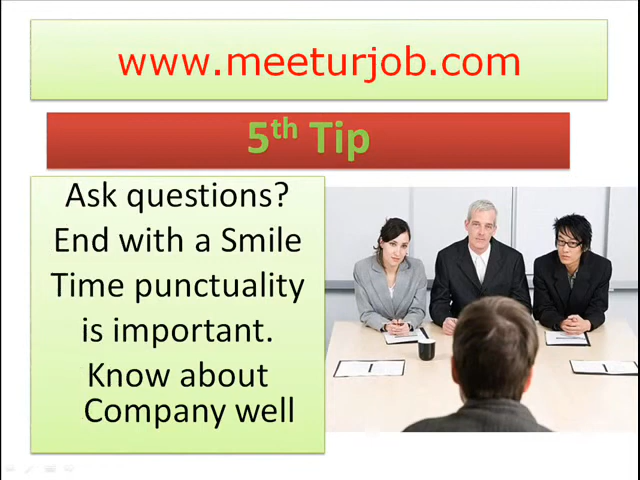 www.meeturjob.com
5th Tip
Ask questions?
End with a Smile
Time punctuality
is important.
Know about
Company well